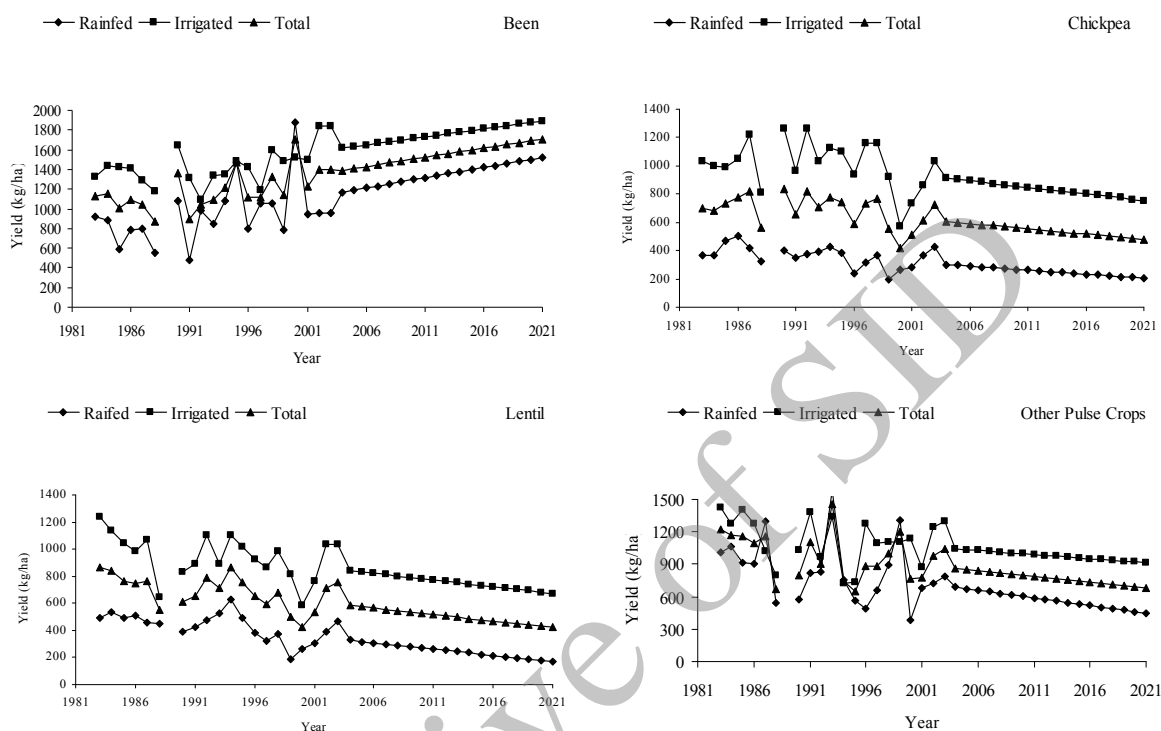 Rainfed Irrigated Total Been
2000
1800
1600
1400
1200
1000
800
600
400
200
0
Yield (kg/ha)
1981 1986 1991 1996 2001 2006 2011 2016 2021
Year
Rainfed Irrigated Total Chickpea
1400
1200
1000
800
600
400
200
0
Yield (kg/ha)
1981 1986 1991 1996 2001 2006 2011 2016 2021
Year
Raifed Irrigated Total Lentil
1400
1200
1000
800
600
400
200
0
Yield (kg/ha)
1981 1986 1991 1996 2001 2006 2011 2016 2021
Year
Rainfed Irrigated Total Other Pulse Crops
1500
1200
900
600
300
0
Yield (kg/ha
1981 1986 1991 1996 2001 2006 2011 2016 2021
Year
ive of SID